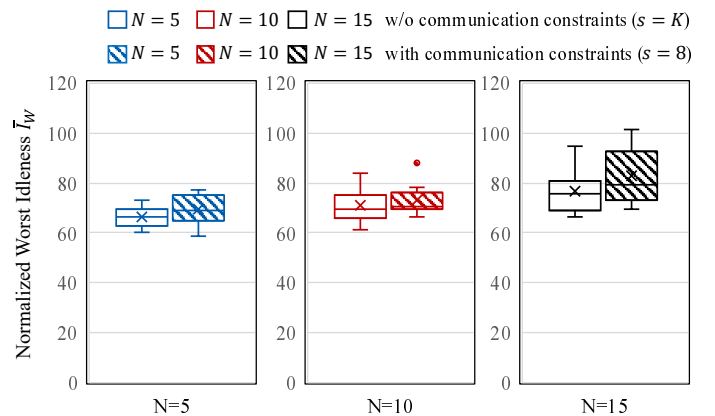 N = 5 N = 10 N = 15 w/o communication constraints (s = K)
N = 5 N = 10 N = 15 with communication constraints (s = 8)
Normalized Worst Idleness Ī_W
120 120 120
100 100 100
80 80 80
60 60 60
40 40 40
20 20 20
0 0 0
N=5 N=10 N=15